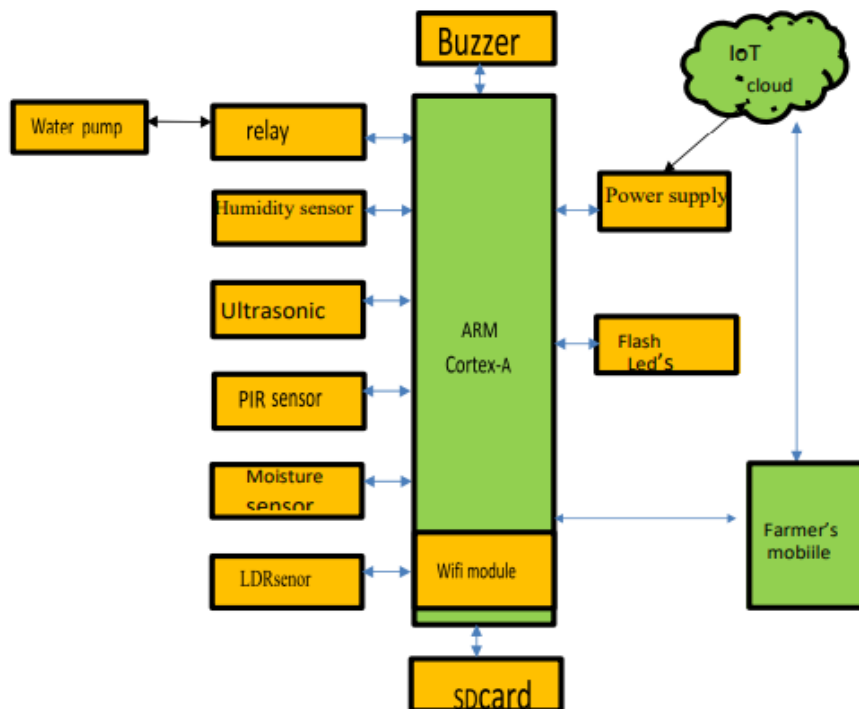 Buzzer
IoT
cloud
Water pump
relay
Humidity sensor
Power supply
Ultrasonic
ARM
Cortex-A
Flash
Led'S
PIR sensor
Moisture
sensor
Farmer's
mobiile
LDRsenor
Wifi module
SDcard